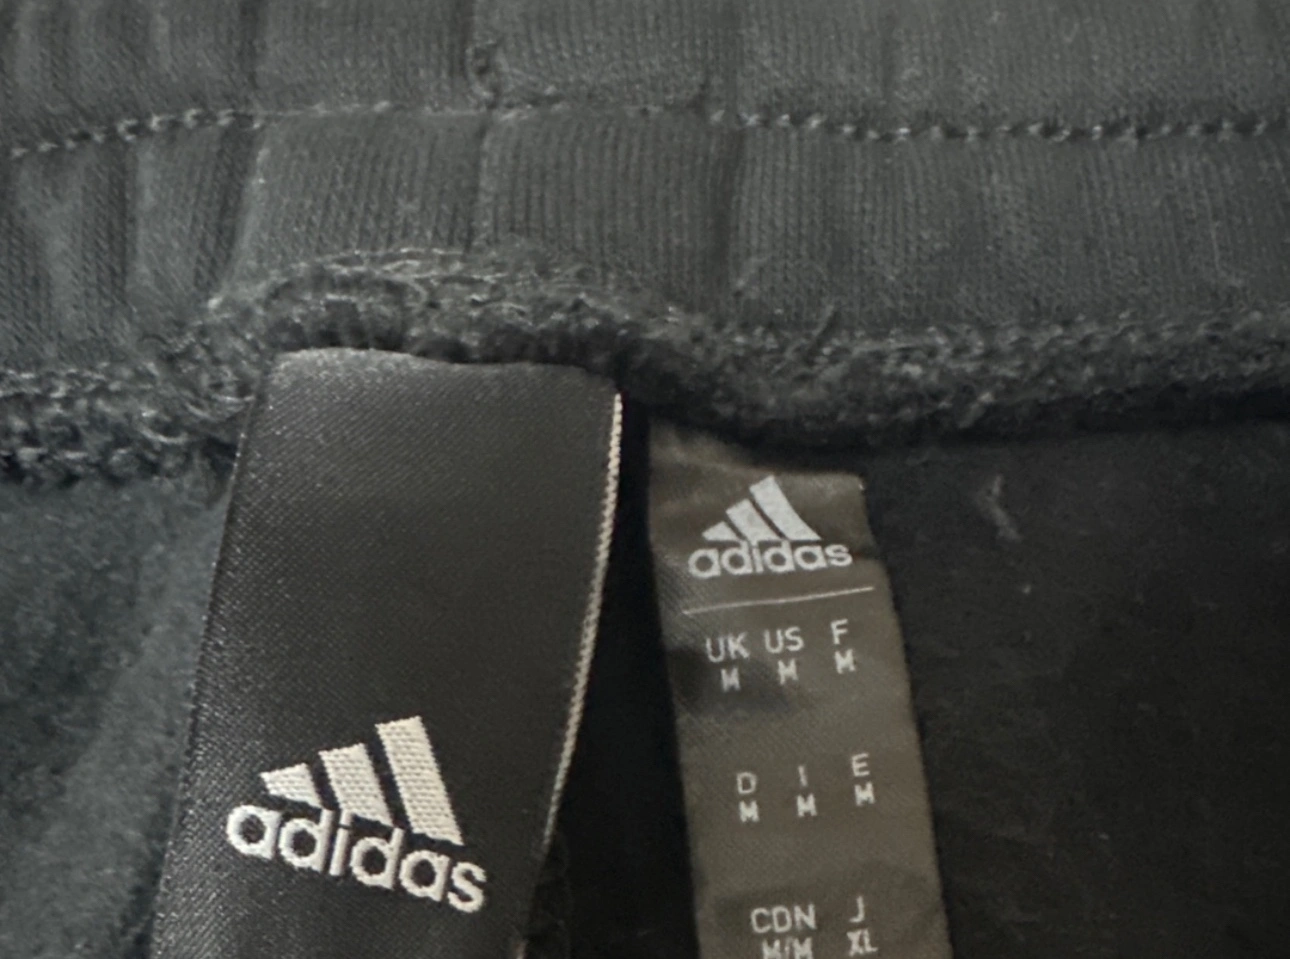 adidas
adidas
UK US F
M M M
D I E
M M M
CDN J
M/M XL